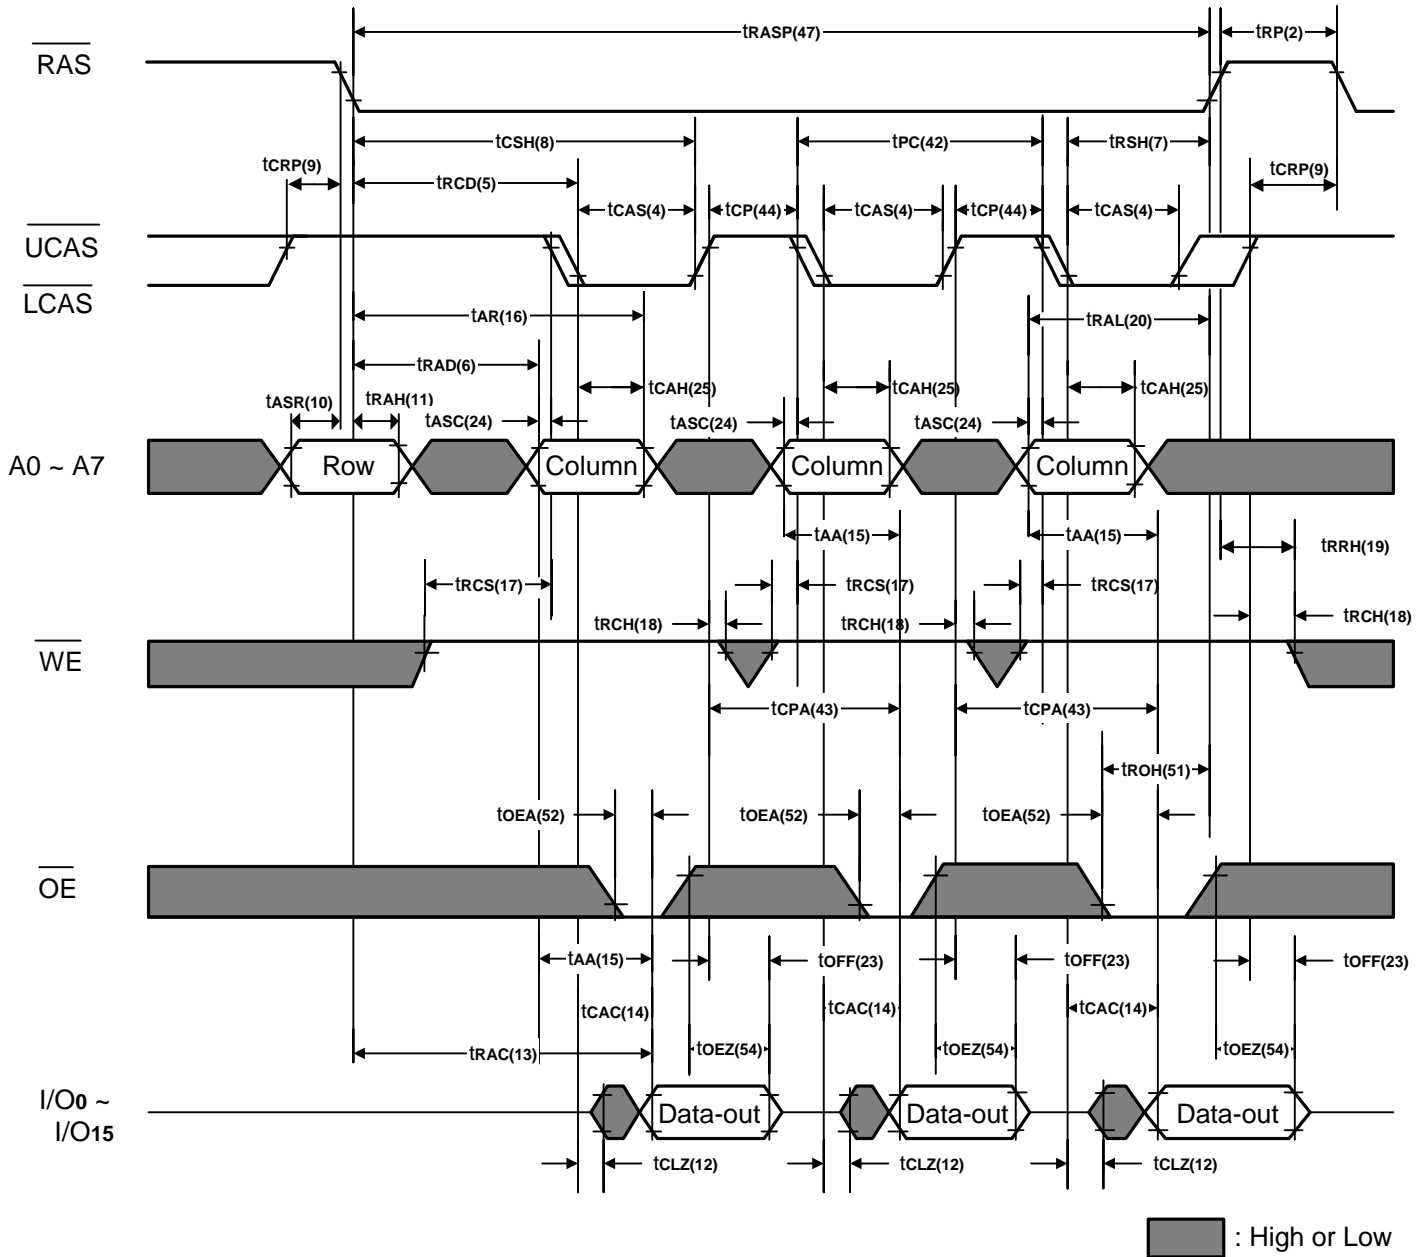 tRASP(47) tRP(2)
RAS
tCSH(8) tPC(42) tRSH(7)
tCRP(9) tRCD(5) tCRP(9)
tCAS(4) tCP(44) tCAS(4) tCP(44) tCAS(4)
UCAS
LCAS
tAR(16) tRAL(20)
tRAD(6)
tCAH(25) tCAH(25) tCAH(25)
tASR(10) tRAH(11)
tASC(24) tASC(24) tASC(24)
A0 ~ A7 Row Column Column Column
tAA(15) tAA(15) tRRH(19)
tRCS(17) tRCS(17) tRCS(17)
tRCH(18) tRCH(18) tRCH(18)
WE
tCPA(43) tCPA(43)
tROH(51)
tOEA(52) tOEA(52) tOEA(52)
OE
tAA(15) tOFF(23) tOFF(23) tOFF(23)
tCAC(14) tCAC(14) tCAC(14)
tRAC(13) tOEZ(54) tOEZ(54) tOEZ(54)
I/O0 ~
I/O15
Data-out Data-out Data-out
tCLZ(12) tCLZ(12) tCLZ(12)
: High or Low